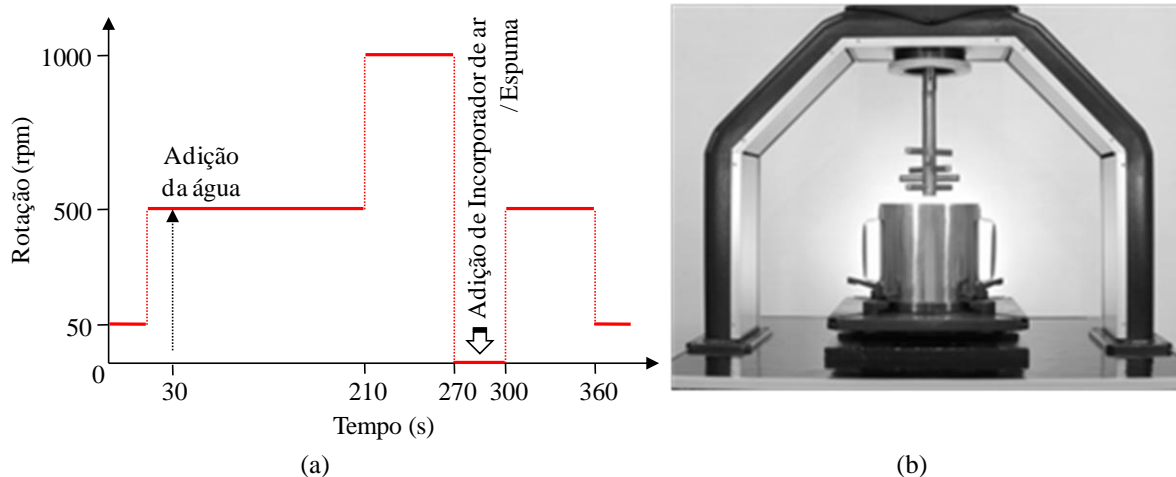 1000
500
50
0
Rotação (rpm)
Adição
da água
Adição de Incorporador de ar
/ Espuma
30
210
270
300
360
Tempo (s)
(a)
(b)